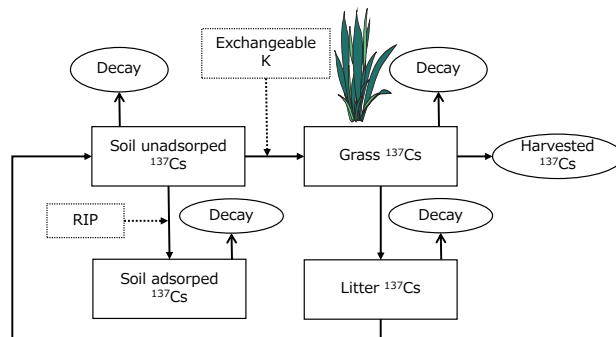 Exchangeable
K
Decay
Decay
Soil unadsorped
¹³⁷Cs
Grass ¹³⁷Cs
Harvested
¹³⁷Cs
RIP
Decay
Decay
Soil adsorped
¹³⁷Cs
Litter ¹³⁷Cs